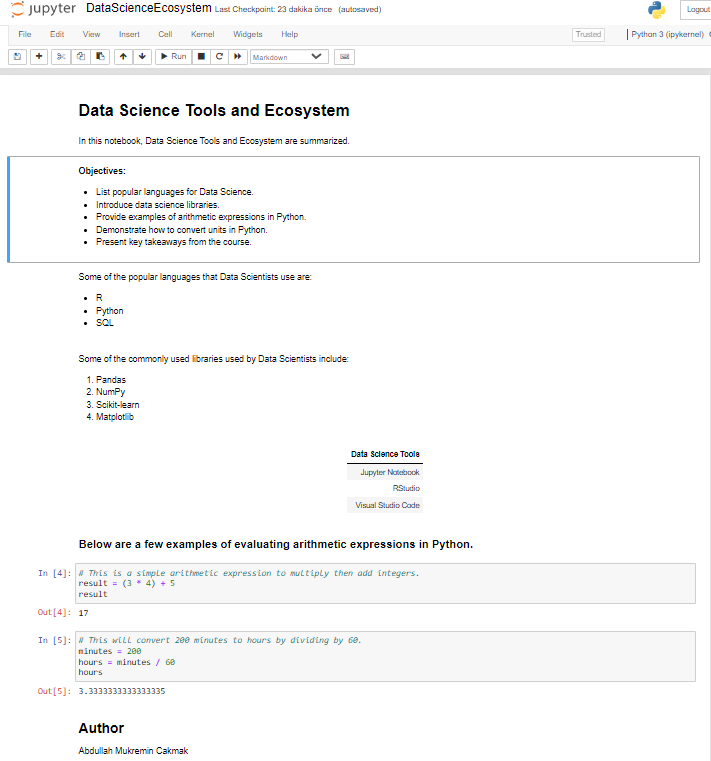 jupyter DataScienceEcosystem Last Checkpoint: 23 dakika önce (autosaved)
Logout
File Edit View Insert Cell Kernel Widgets Help
Trusted
Python 3 (ipykernel)
Run
Markdown
Data Science Tools and Ecosystem
In this notebook, Data Science Tools and Ecosystem are summarized.
Objectives:
• List popular languages for Data Science.
• Introduce data science libraries.
• Provide examples of arithmetic expressions in Python.
• Demonstrate how to convert units in Python.
• Present key takeaways from the course.
Some of the popular languages that Data Scientists use are:
• R
• Python
• SQL
Some of the commonly used libraries used by Data Scientists include:
1. Pandas
2. NumPy
3. Scikit-learn
4. Matplotlib
Data Science Tools
Jupyter Notebook
RStudio
Visual Studio Code
Below are a few examples of evaluating arithmetic expressions in Python.
In [4]: # This is a simple arithmetic expression to multiply then add integers.
result = (3 * 4) + 5
result
Out[4]: 17
In [5]: # This will convert 200 minutes to hours by dividing by 60.
minutes = 200
hours = minutes / 60
hours
Out[5]: 3.3333333333333335
Author
Abdullah Mukremin Cakmak